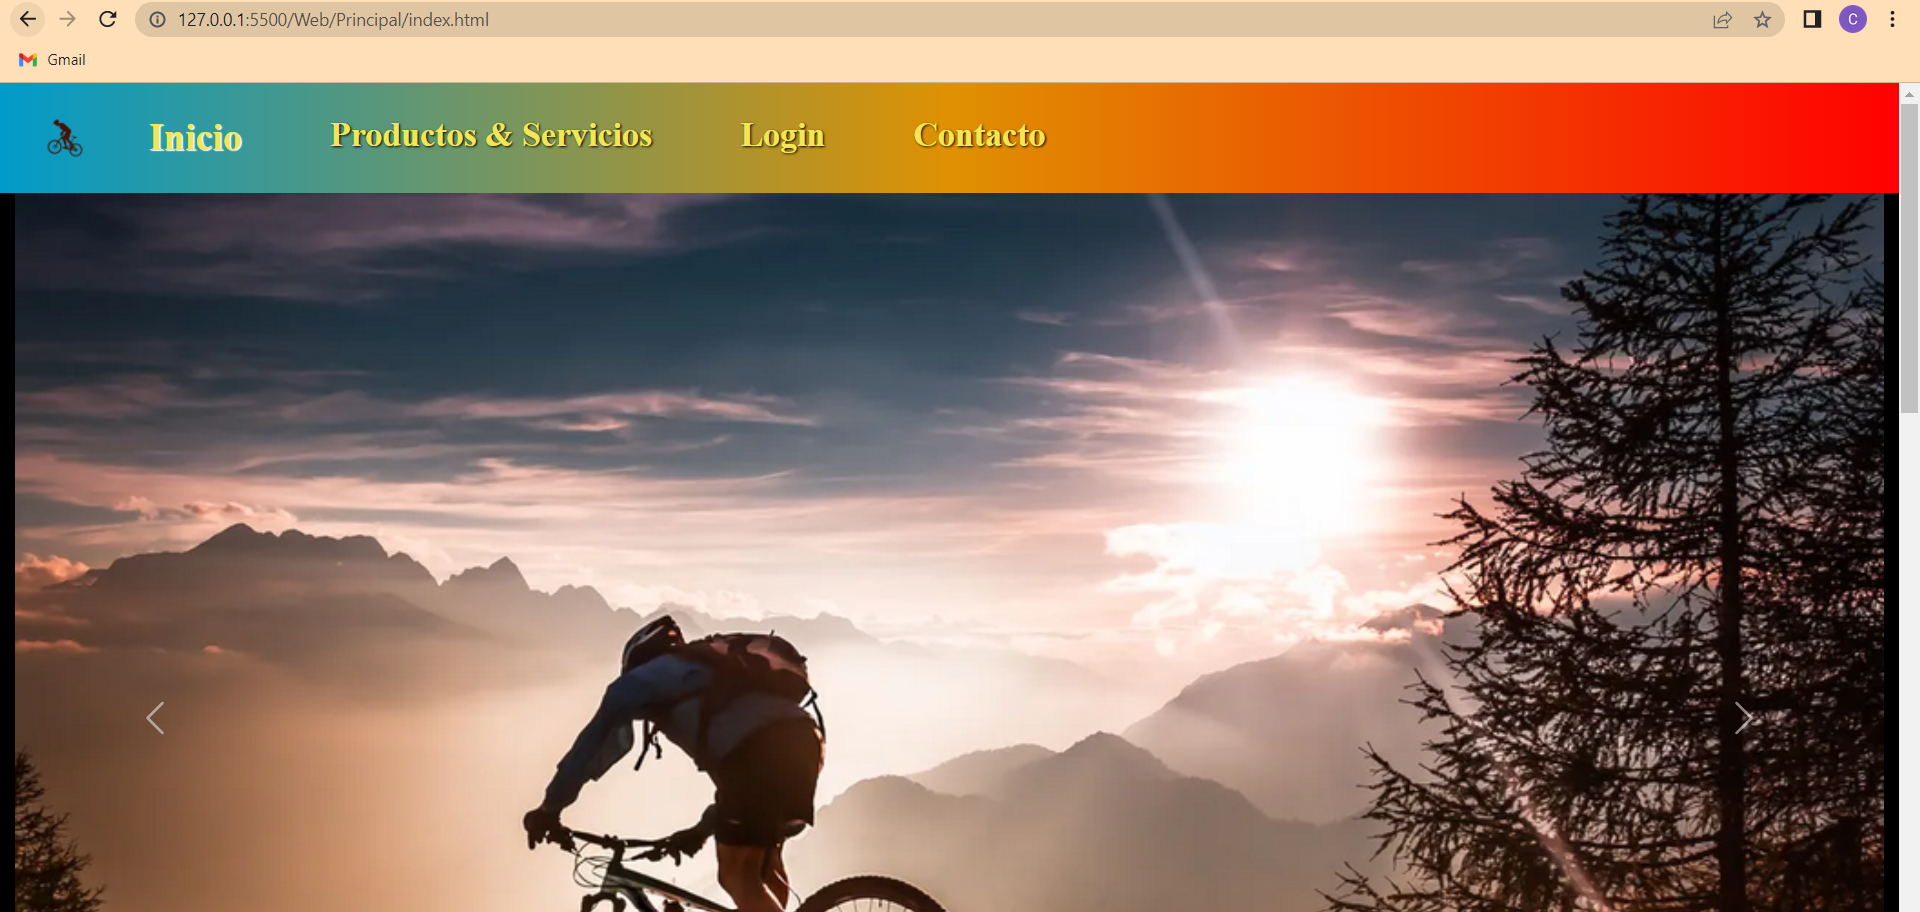 127.0.0.1:5500/Web/Principal/index.html
C
Gmail
Inicio Productos & Servicios Login Contacto